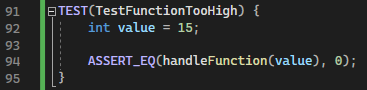 91 TEST(TestFunctionTooHigh) {
92     int value = 15;
93
94     ASSERT_EQ(handleFunction(value), 0);
95 }